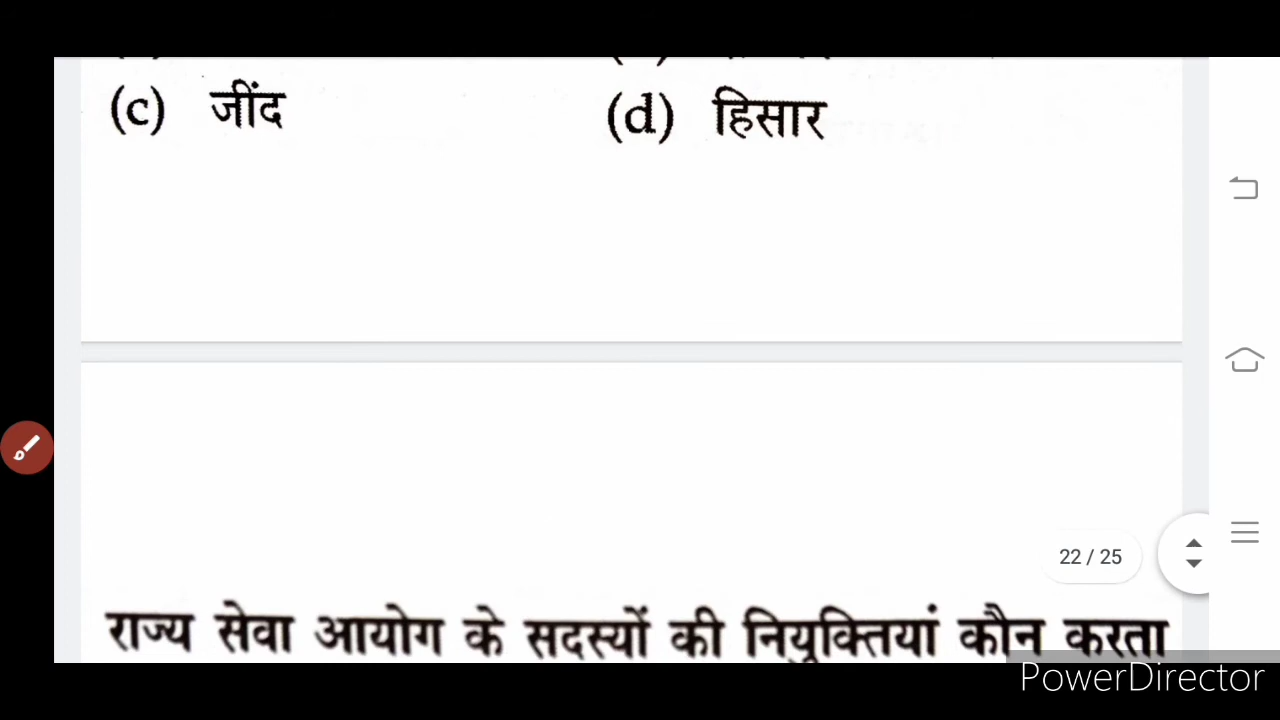 (c) जींद (d) हिसार
22 / 25
राज्य सेवा आयोग के सदस्यों की नियुक्तियां कौन करता
PowerDirector